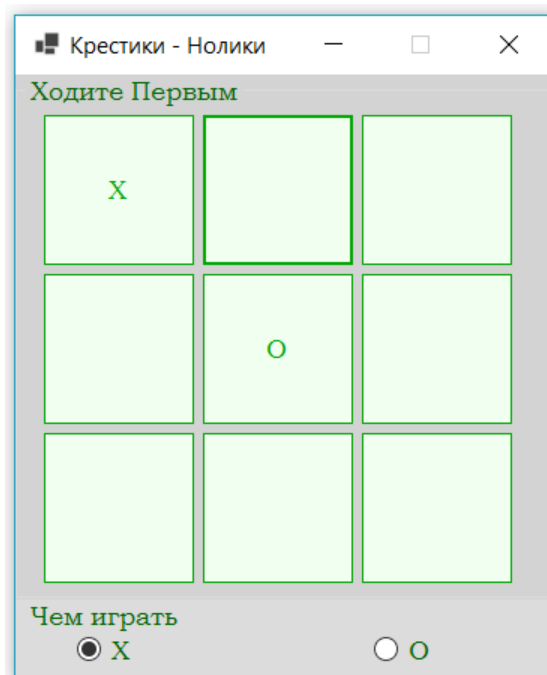 Крестики - Нолики
Ходите Первым
X
O
Чем играть
X O